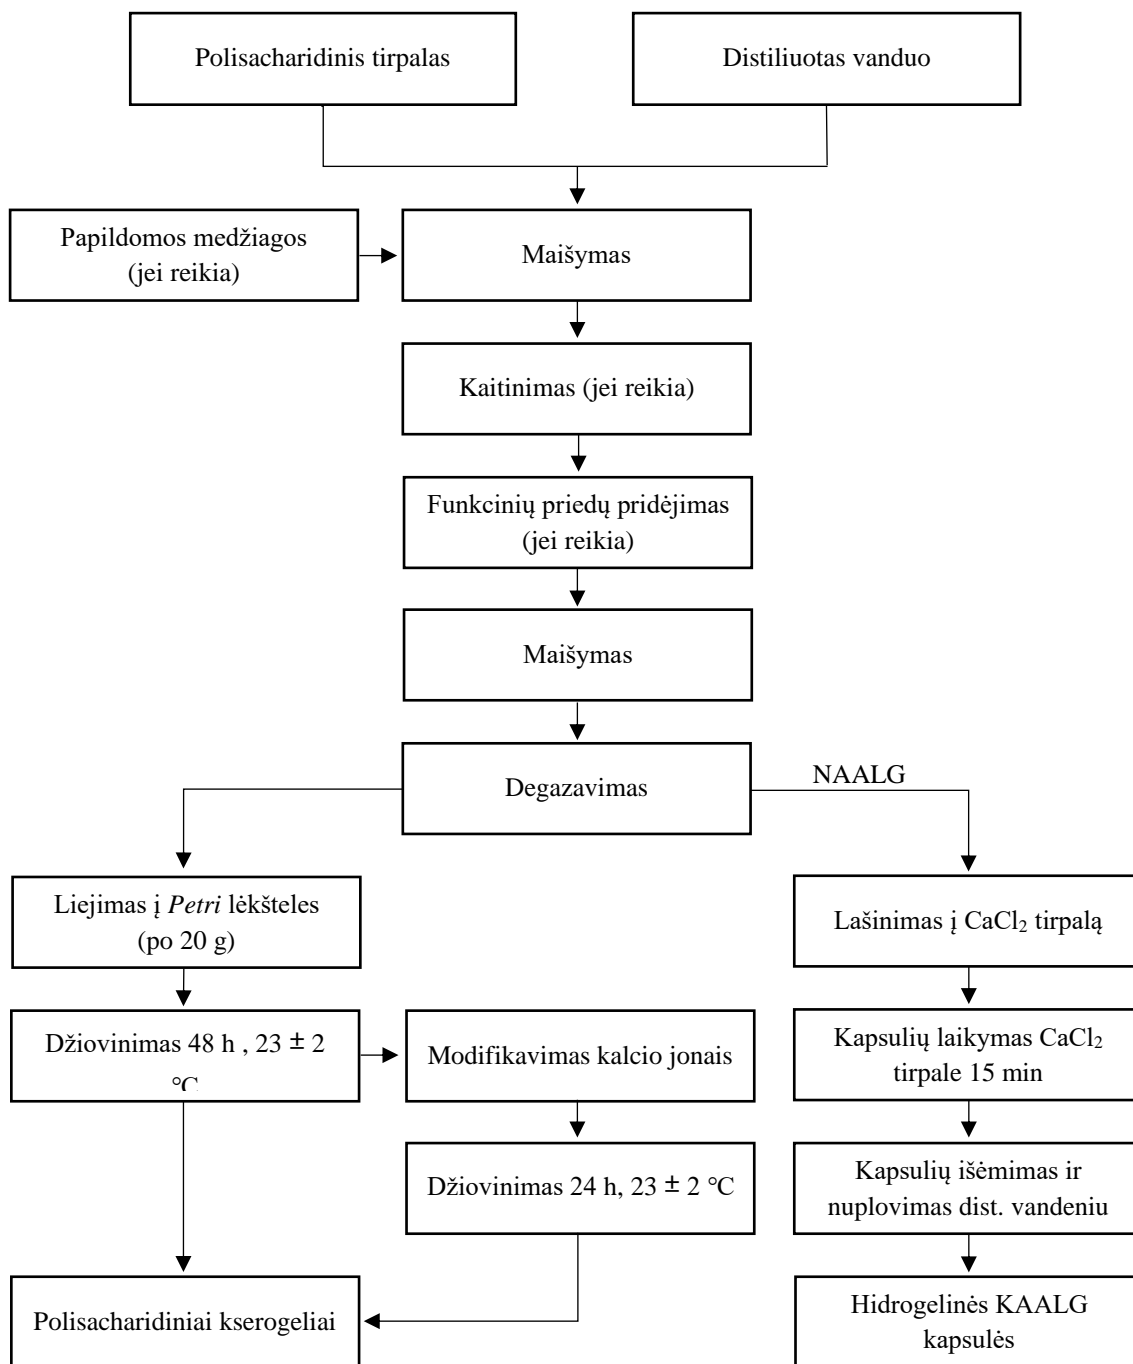 Polisacharidinis tirpalas
Distiliuotas vanduo
Papildomos medžiagos
(jei reikia)
Maišymas
Kaitinimas (jei reikia)
Funkcinių priedų pridėjimas
(jei reikia)
Maišymas
Degazavimas
NAALG
Liejimas į Petri lėkšteles
(po 20 g)
Lašinimas į CaCl₂ tirpalą
Džiovinimas 48 h , 23 ± 2
°C
Modifikavimas kalcio jonais
Kapsulių laikymas CaCl₂
tirpale 15 min
Džiovinimas 24 h, 23 ± 2 °C
Kapsulių išėmimas ir
nuplovimas dist. vandeniu
Polisacharidiniai kserogeliai
Hidrogelinės KAALG
kapsulės